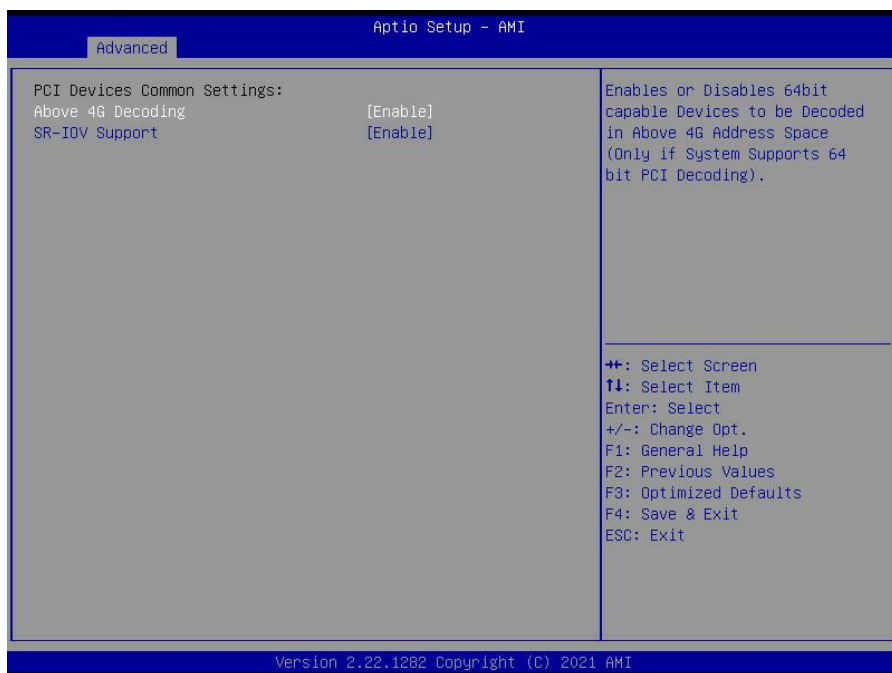 Aptio Setup – AMI
Advanced
PCI Devices Common Settings:
Above 4G Decoding [Enable]
SR-IOV Support [Enable]
Enables or Disables 64bit
capable Devices to be Decoded
in Above 4G Address Space
(Only if System Supports 64
bit PCI Decoding).
→←: Select Screen
↑↓: Select Item
Enter: Select
+/-: Change Opt.
F1: General Help
F2: Previous Values
F3: Optimized Defaults
F4: Save & Exit
ESC: Exit
Version 2.22.1282 Copyright (C) 2021 AMI